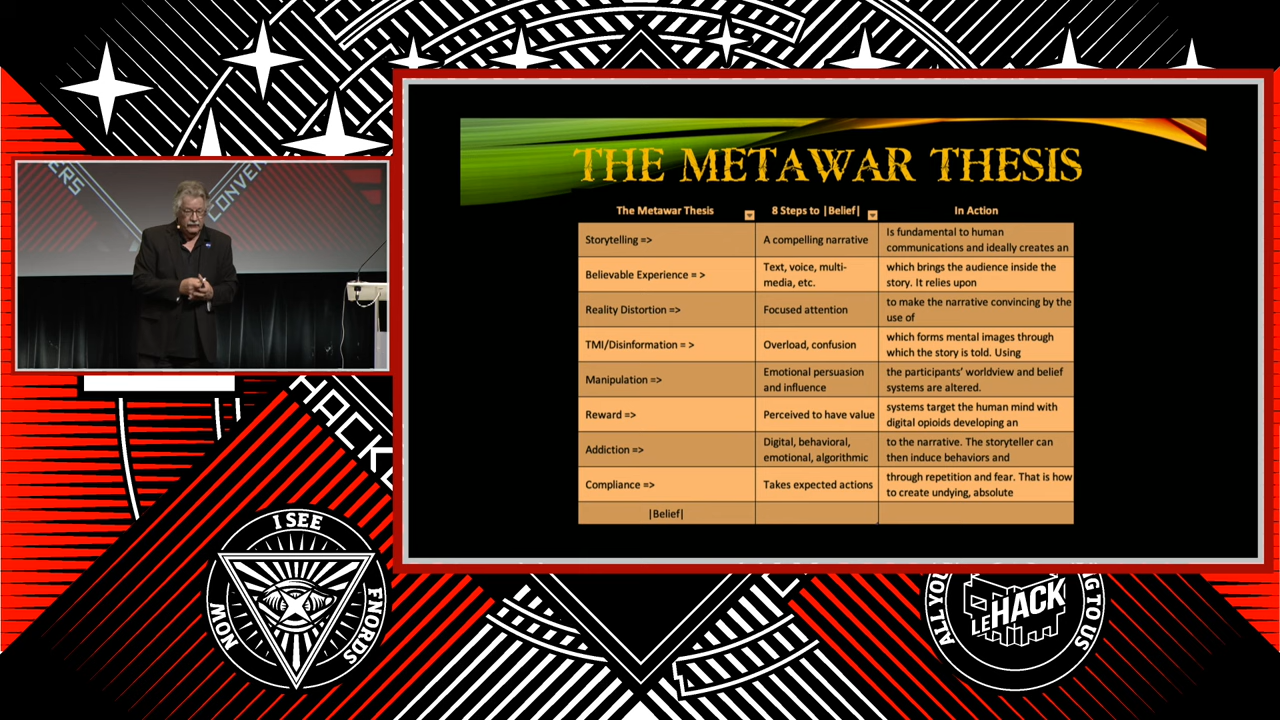 THE METAWAR THESIS
The Metawar Thesis
8 Steps to |Belief|
In Action
Storytelling =>
A compelling narrative
Is fundamental to human
communications and ideally creates an
Believable Experience = >
Text, voice, multi-
media, etc.
which brings the audience inside the
story. It relies upon
Reality Distortion =>
Focused attention
to make the narrative convincing by the
use of
TMI/Disinformation = >
Overload, confusion
which forms mental images through
which the story is told. Using
Manipulation =>
Emotional persuasion
and influence
the participants’ worldview and belief
systems are altered.
Reward =>
Perceived to have value
systems target the human mind with
digital opioids developing an
Addiction =>
Digital, behavioral,
emotional, algorithmic
to the narrative. The storyteller can
then induce behaviors and
Compliance =>
Takes expected actions
through repetition and fear. That is how
to create undying, absolute
|Belief|
ERS
CONVEN
HACKE
I SEE
FNORDS
NOW
ALL YOU
NG TO US
LEHACK